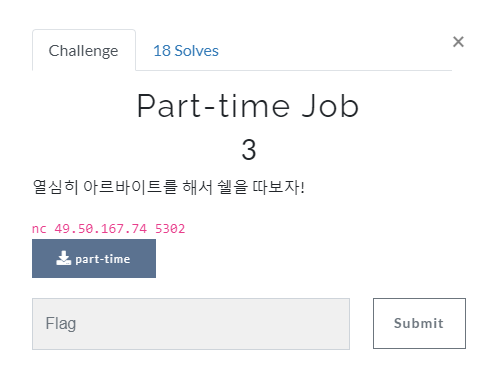 Challenge
18 Solves
×
Part-time Job
3
열심히 아르바이트를 해서 쉘을 따보자!
nc 49.50.167.74 5302
part-time
Flag
Submit